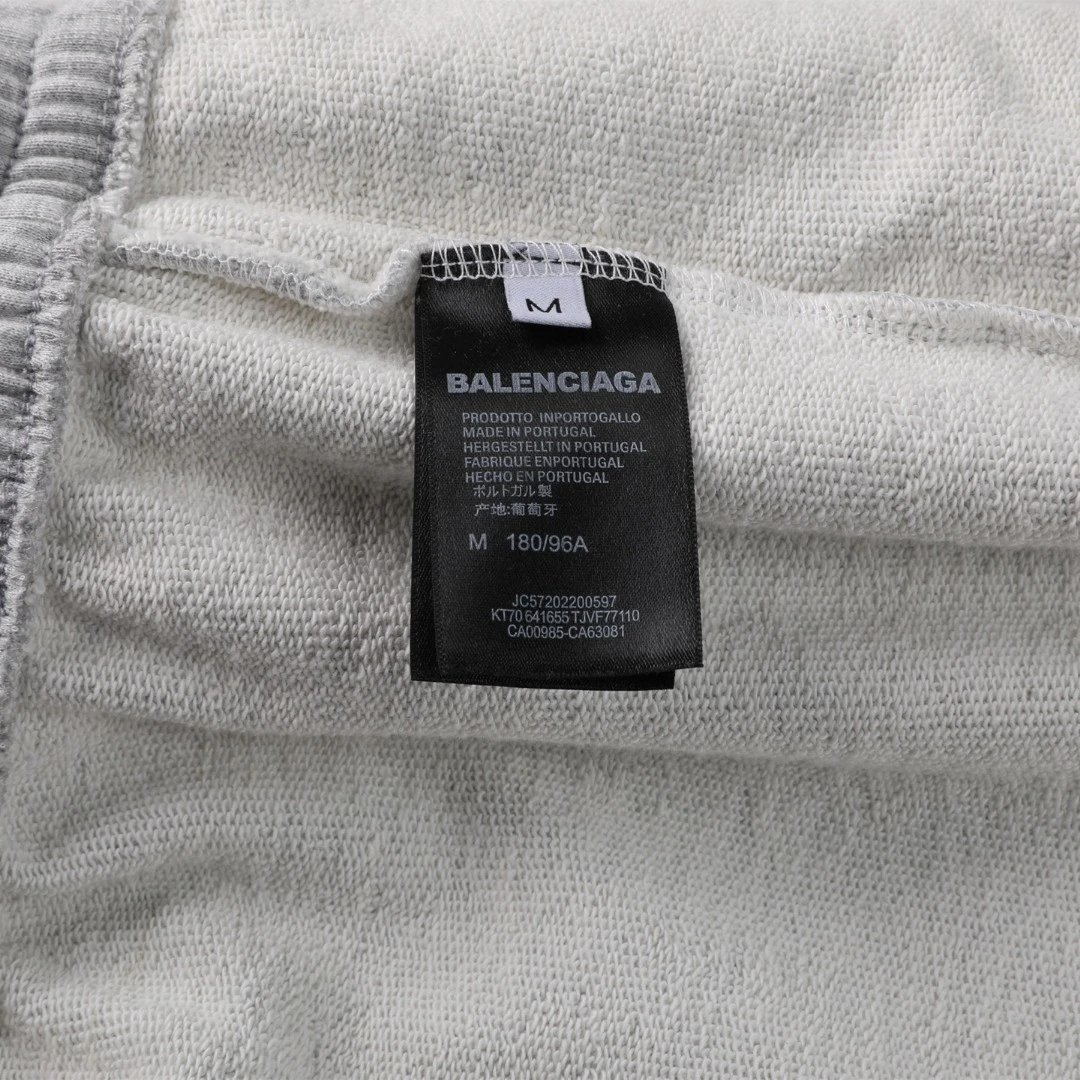 M
BALENCIAGA
PRODOTTO INPORTOGALLO
MADE IN PORTUGAL
HERGESTELLT IN PORTUGAL
FABRIQUE ENPORTUGAL
HECHO EN PORTUGAL
ポルトガル製
产地:葡萄牙
M 180/96A
JC57202200597
KT70 641655 TJVF77110
CA00985-CA63081